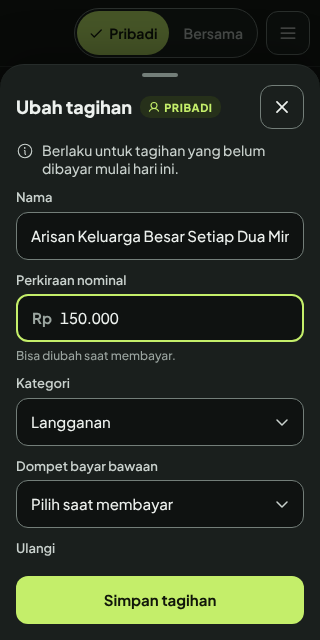 Pribadi
Bersama
Ubah tagihan
PRIBADI
Berlaku untuk tagihan yang belum
dibayar mulai hari ini.
Nama
Arisan Keluarga Besar Setiap Dua Mir
Perkiraan nominal
Rp 150.000
Bisa diubah saat membayar.
Kategori
Langganan
Dompet bayar bawaan
Pilih saat membayar
Ulangi
Simpan tagihan